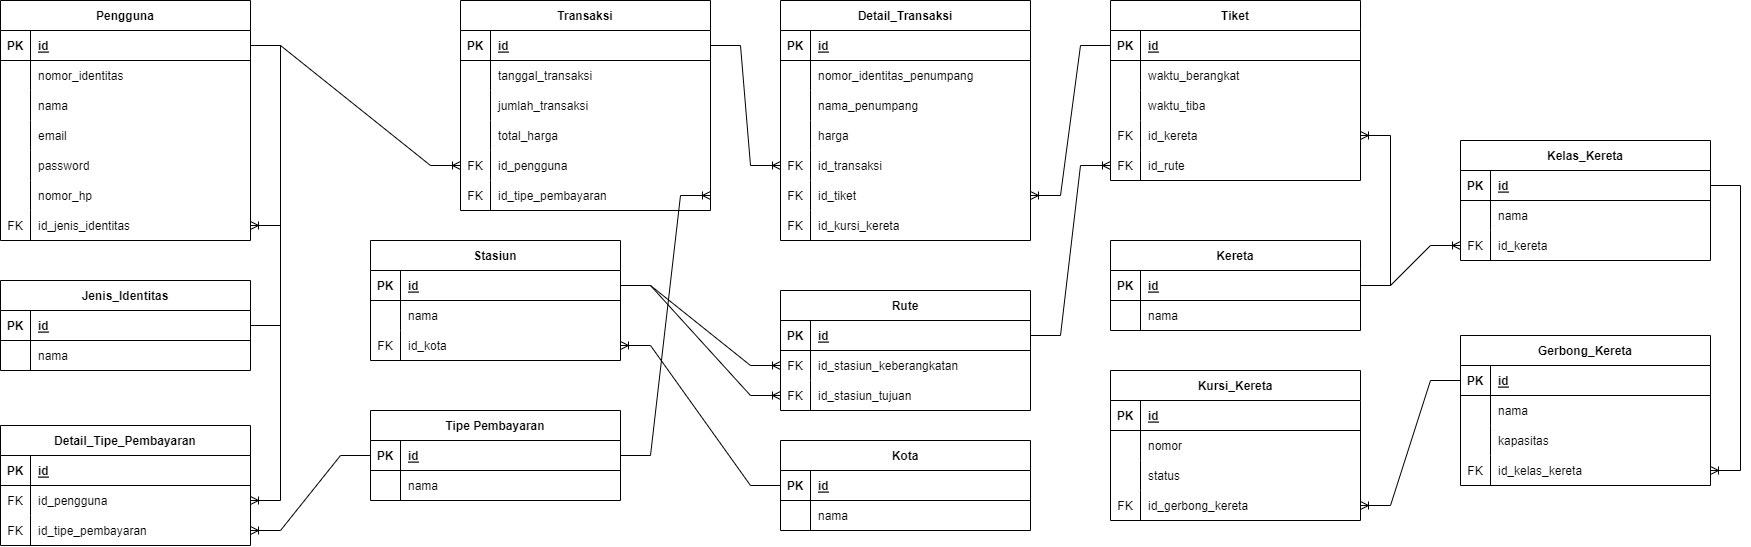 Pengguna
PK id
nomor_identitas
nama
email
password
nomor_hp
FK id_jenis_identitas
Jenis_Identitas
PK id
nama
Detail_Tipe_Pembayaran
PK id
FK id_pengguna
FK id_tipe_pembayaran
Transaksi
PK id
tanggal_transaksi
jumlah_transaksi
total_harga
FK id_pengguna
FK id_tipe_pembayaran
Stasiun
PK id
nama
FK id_kota
Tipe Pembayaran
PK id
nama
Detail_Transaksi
PK id
nomor_identitas_penumpang
nama_penumpang
harga
FK id_transaksi
FK id_tiket
FK id_kursi_kereta
Rute
PK id
FK id_stasiun_keberangkatan
FK id_stasiun_tujuan
Kota
PK id
nama
Tiket
PK id
waktu_berangkat
waktu_tiba
FK id_kereta
FK id_rute
Kereta
PK id
nama
Kursi_Kereta
PK id
nomor
status
FK id_gerbong_kereta
Kelas_Kereta
PK id
nama
FK id_kereta
Gerbong_Kereta
PK id
nama
kapasitas
FK id_kelas_kereta